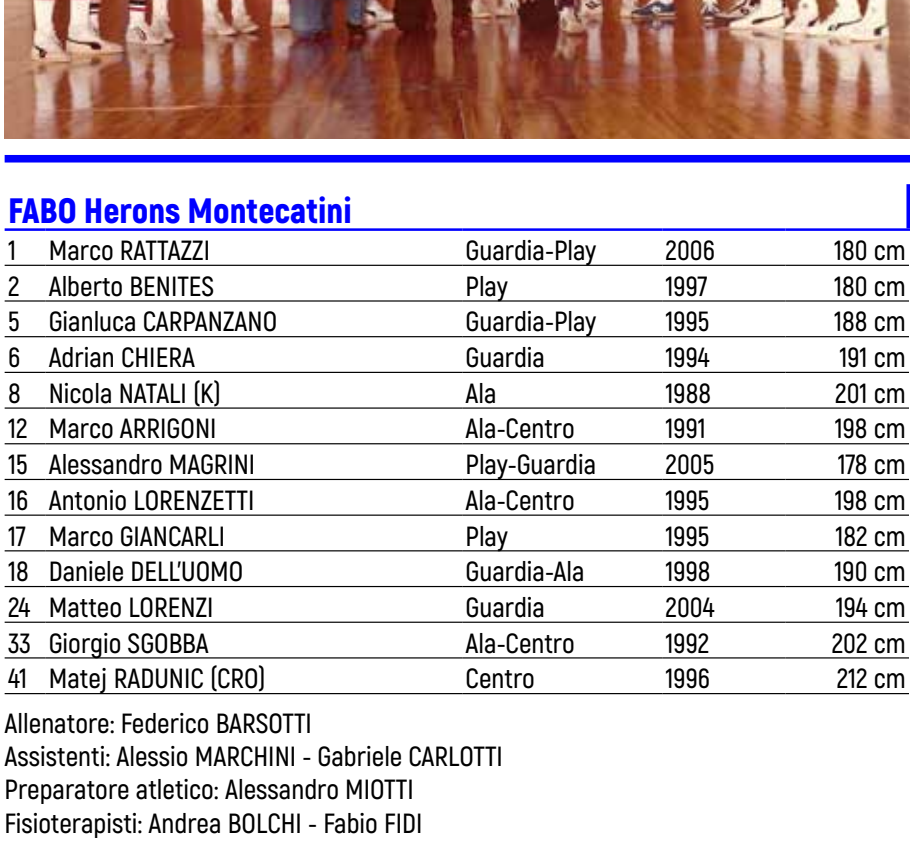 FABO Herons Montecatini
1 Marco RATTAZZI Guardia-Play 2006 180 cm
2 Alberto BENITES Play 1997 180 cm
5 Gianluca CARPANZANO Guardia-Play 1995 188 cm
6 Adrian CHIERA Guardia 1994 191 cm
8 Nicola NATALI (K) Ala 1988 201 cm
12 Marco ARRIGONI Ala-Centro 1991 198 cm
15 Alessandro MAGRINI Play-Guardia 2005 178 cm
16 Antonio LORENZETTI Ala-Centro 1995 198 cm
17 Marco GIANCARLI Play 1995 182 cm
18 Daniele DELL'UOMO Guardia-Ala 1998 190 cm
24 Matteo LORENZI Guardia 2004 194 cm
33 Giorgio SGOBBA Ala-Centro 1992 202 cm
41 Matej RADUNIC (CRO) Centro 1996 212 cm
Allenatore: Federico BARSOTTI
Assistenti: Alessio MARCHINI - Gabriele CARLOTTI
Preparatore atletico: Alessandro MIOTTI
Fisioterapisti: Andrea BOLCHI - Fabio FIDI